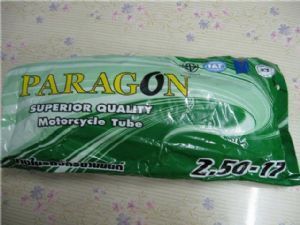 PARAGON
SUPERIOR QUALITY
Motorcycle Tube
2.50-17